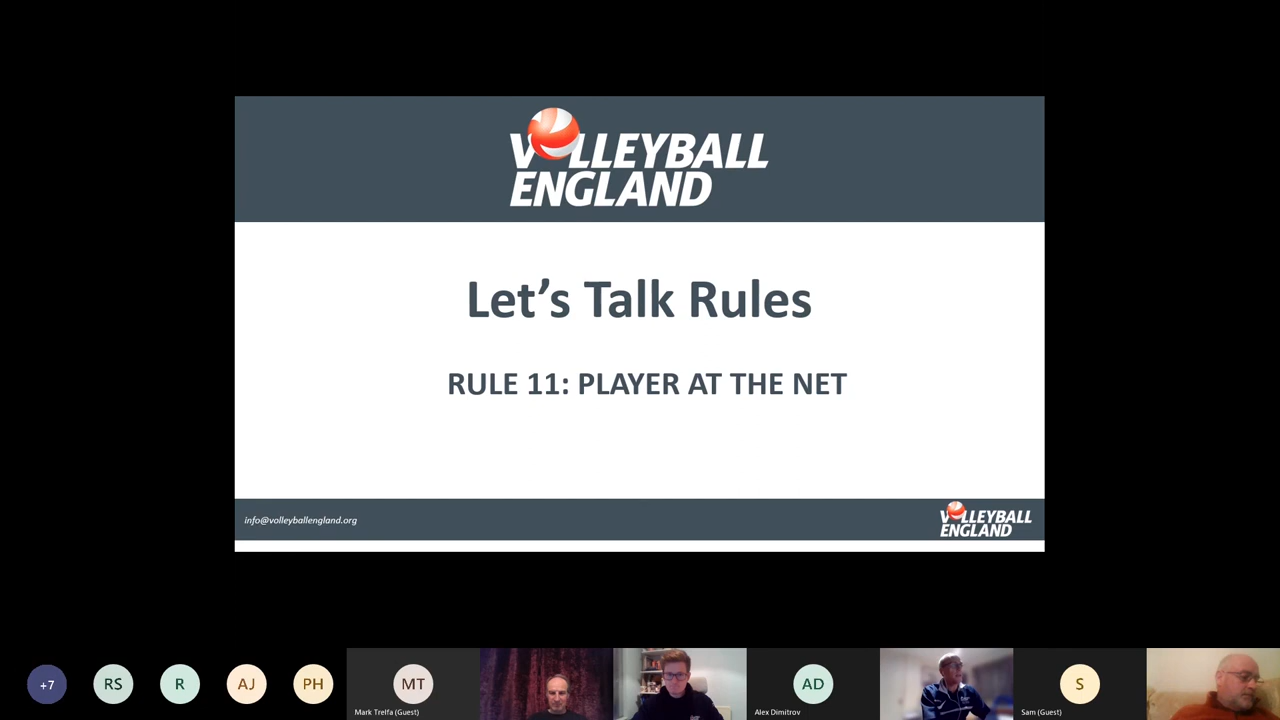 VOLLEYBALL
ENGLAND
Let's Talk Rules
RULE 11: PLAYER AT THE NET
info@volleyballengland.org
VOLLEYBALL
ENGLAND
+7
RS
R
AJ
PH
MT
AD
S
Mark Trelfa (Guest)
Alex Dimitrov
Sam (Guest)